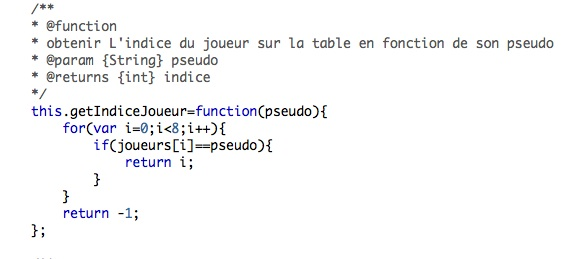 /**
* @function
* obtenir L'indice du joueur sur la table en fonction de son pseudo
* @param {String} pseudo
* @returns {int} indice
*/
this.getIndiceJoueur=function(pseudo){
for(var i=0;i<8;i++){
if(joueurs[i]==pseudo){
return i;
}
}
return -1;
};